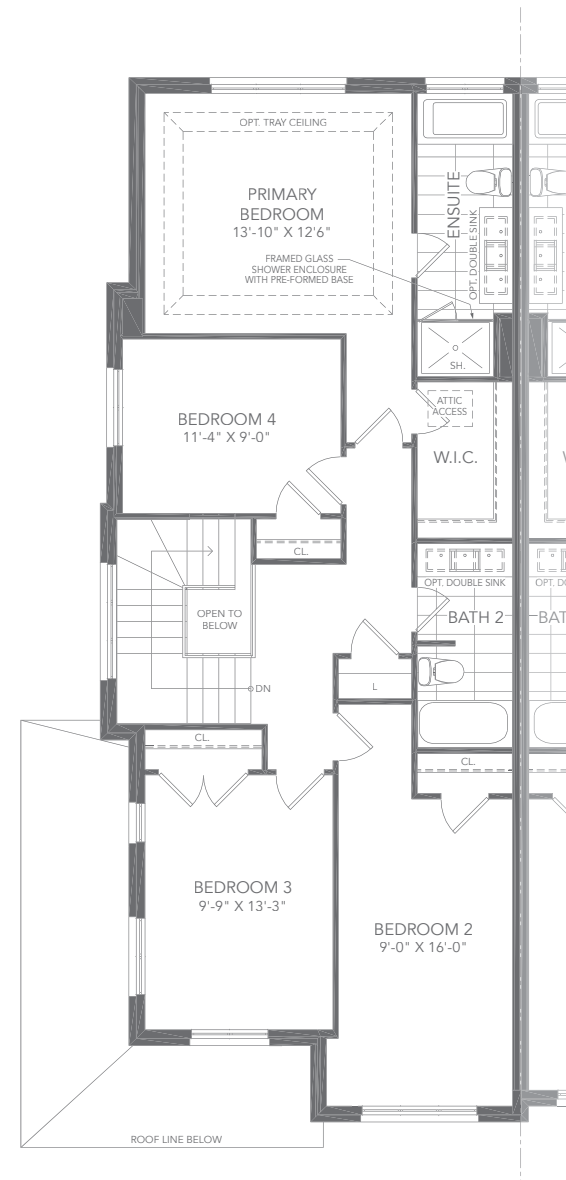 OPT. TRAY CEILING
PRIMARY
BEDROOM
13'-10" X 12'6"
FRAMED GLASS
SHOWER ENCLOSURE
WITH PRE-FORMED BASE
ENSUITE
OPT. DOUBLE SINK
SH.
ATTIC
ACCESS
W.I.C.
BEDROOM 4
11'-4" X 9'-0"
CL.
OPEN TO
BELOW
DN
OPT. DOUBLE SINK
OPT. D
BATH 2
BAT
L
CL.
CL.
BEDROOM 3
9'-9" X 13'-3"
BEDROOM 2
9'-0" X 16'-0"
ROOF LINE BELOW